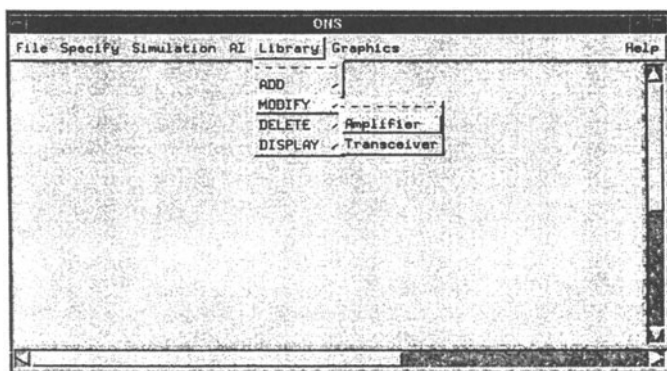 ONS
File Specify Simulation AI Library Graphics Help
ADD
MODIFY
DELETE Amplifier
DISPLAY Transceiver